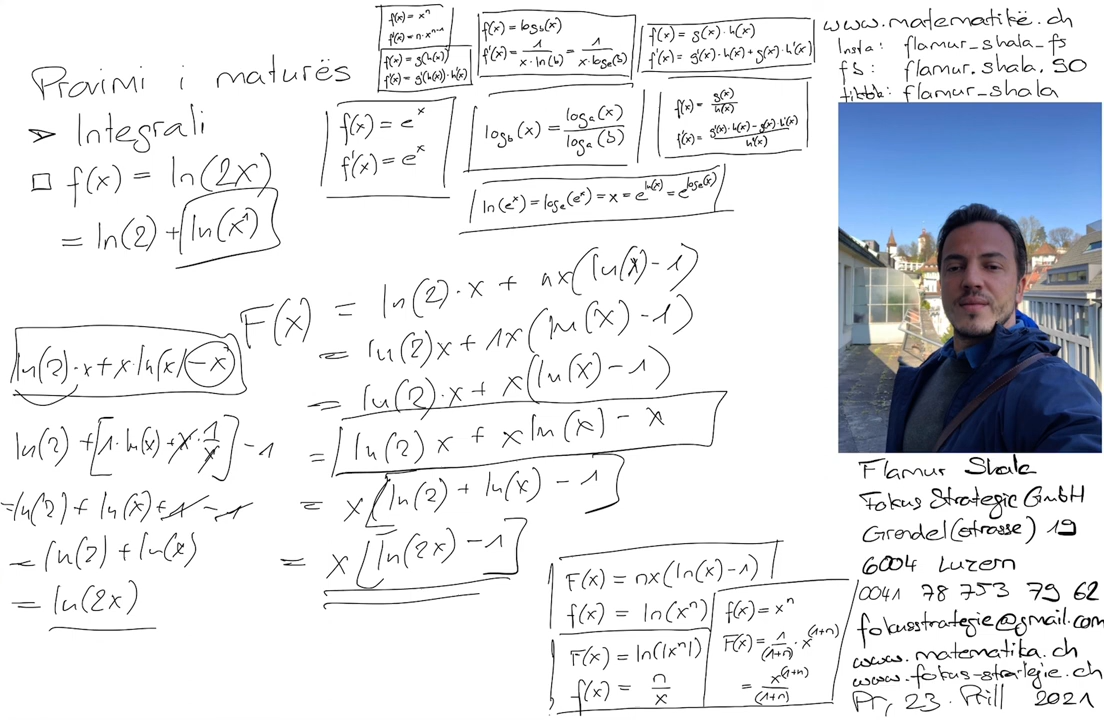 Provimi i maturës
➢ Integrali
□ f(x) = ln(2x)
= ln(2) + ln(x¹)
f(x) = xⁿ
f'(x) = n·xⁿ⁻¹
f(x) = g(h(x))
f'(x) = g'(h(x))·h'(x)
f(x) = log_b(x)
f'(x) = 1/(x·ln(b)) = 1/(x·log_e(b))
f(x) = g(x)·h(x)
f'(x) = g'(x)·h(x) + g(x)·h'(x)
f(x) = eˣ
f'(x) = eˣ
log_b(x) = log_a(x)/log_a(b)
f(x) = g(x)/h(x)
f'(x) = (g'(x)·h(x) − g(x)·h'(x))/h²(x)
ln(eˣ) = log_e(eˣ) = x = e^ln(x) = e^log_e(x)
F(x) = ln(2)·x + nx(ln(x) − 1)
= ln(2)x + 1x(ln(x) − 1)
= ln(2)·x + x(ln(x) − 1)
= ln(2)x + x ln(x) − x
= x[ln(2) + ln(x) − 1]
= x[ln(2x) − 1]
ln(2)·x + x·ln(x) − x
ln(2) + [1·ln(x) + x·1/x] − 1
= ln(2) + ln(x) + 1 − 1
= ln(2) + ln(x)
= ln(2x)
F(x) = nx(ln(x) − 1)
f(x) = ln(xⁿ)
F(x) = ln(|xⁿ|)
f(x) = n/x
f(x) = xⁿ
F(x) = 1/(1+n)·x^(1+n)
= x^(1+n)/(1+n)
www.matematikë.ch
Insta: flamur_shala_fs
fb: flamur.shala.50
tiktok: flamur_shala
Flamur Shala
Fokus Strategie GmbH
Grendel(strasse) 19
6004 Luzern
0041 78 753 79 62
fokusstrategie@gmail.com
www.matematika.ch
www.fokus-strategie.ch
Pr, 23. Prill 2021